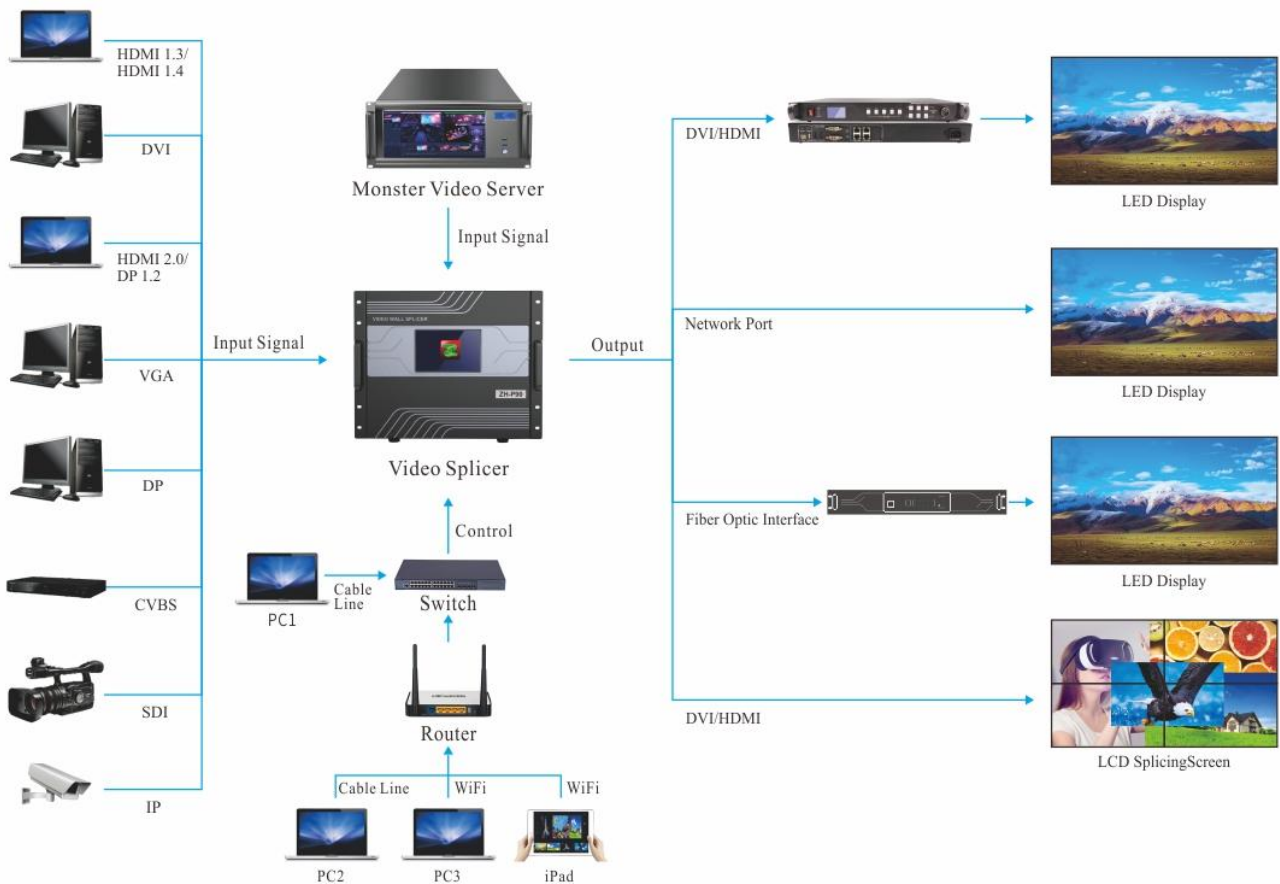 HDMI 1.3/
HDMI 1.4
DVI
HDMI 2.0/
DP 1.2
VGA
DP
CVBS
SDI
IP
Input Signal
Monster Video Server
Input Signal
VIDEO WALL SPLICER
ZH-P90
Video Splicer
Control
PC1
Cable
Line
Switch
Router
Cable Line
WiFi
WiFi
PC2
PC3
iPad
Output
DVI/HDMI
LED Display
Network Port
LED Display
Fiber Optic Interface
LED Display
DVI/HDMI
LCD SplicingScreen